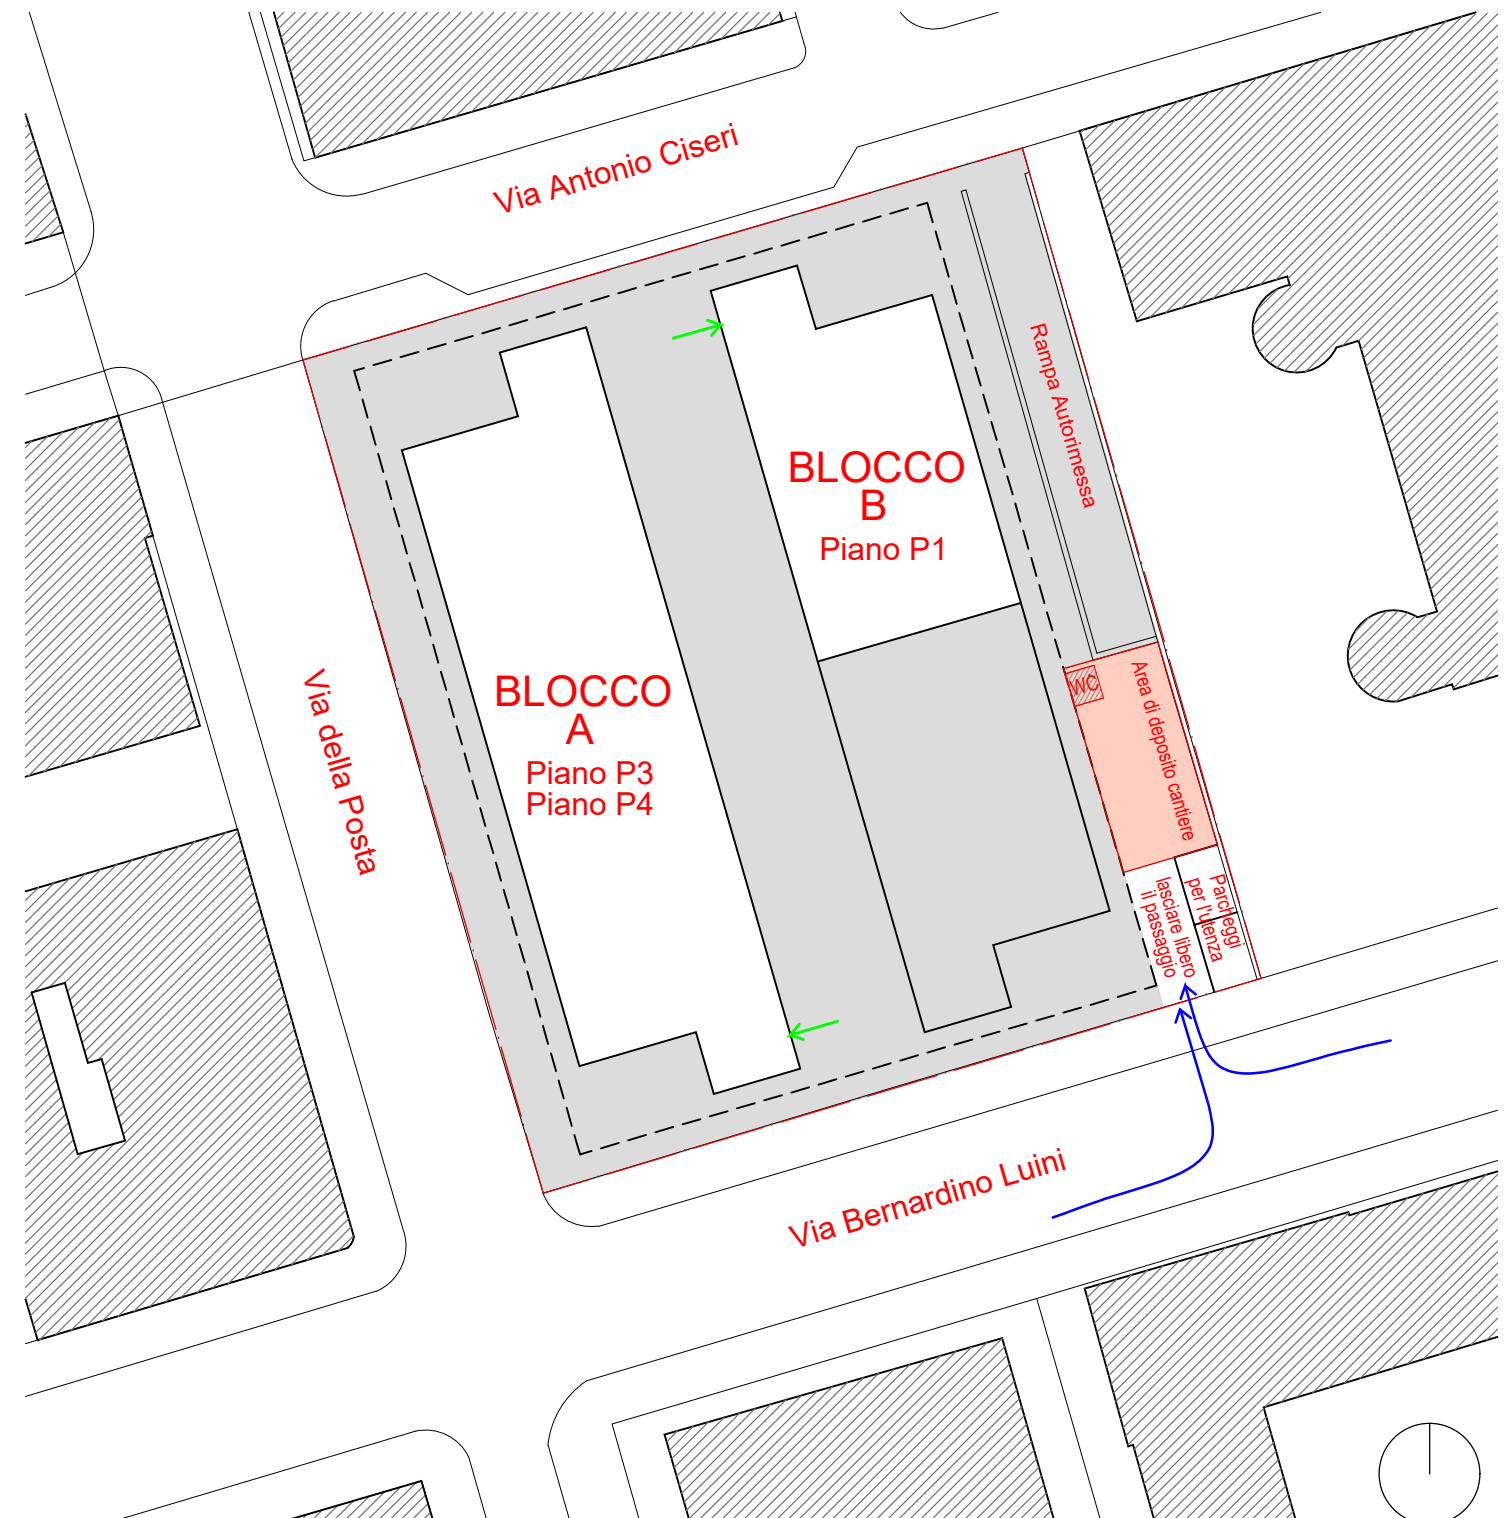 Via Antonio Ciseri
Rampa Autorimessa
BLOCCO
B
Piano P1
BLOCCO
A
Piano P3
Piano P4
Via della Posta
WC
Area di deposito cantiere
lasciare libero
il passaggio
Parcheggi
per l'utenza
Via Bernardino Luini